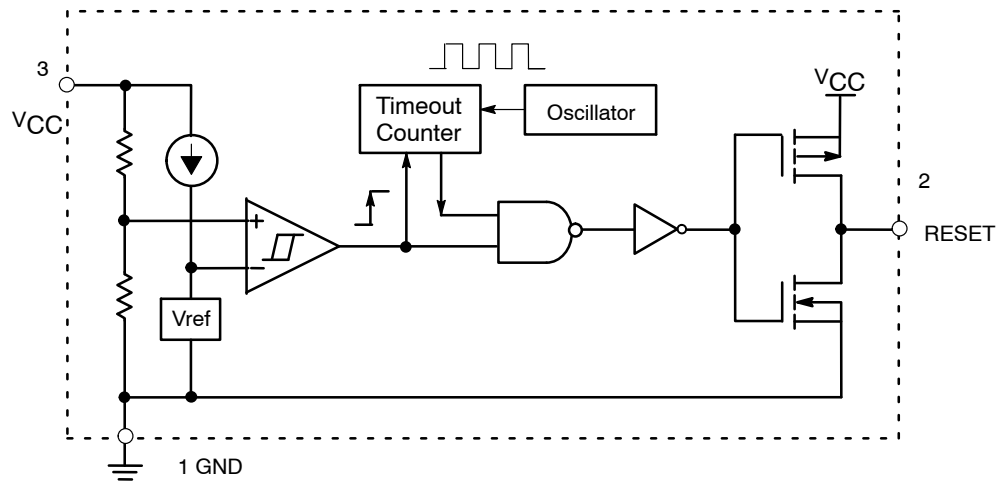 3
VCC
Timeout
Counter
Oscillator
VCC
+
−
Vref
2
RESET
1 GND